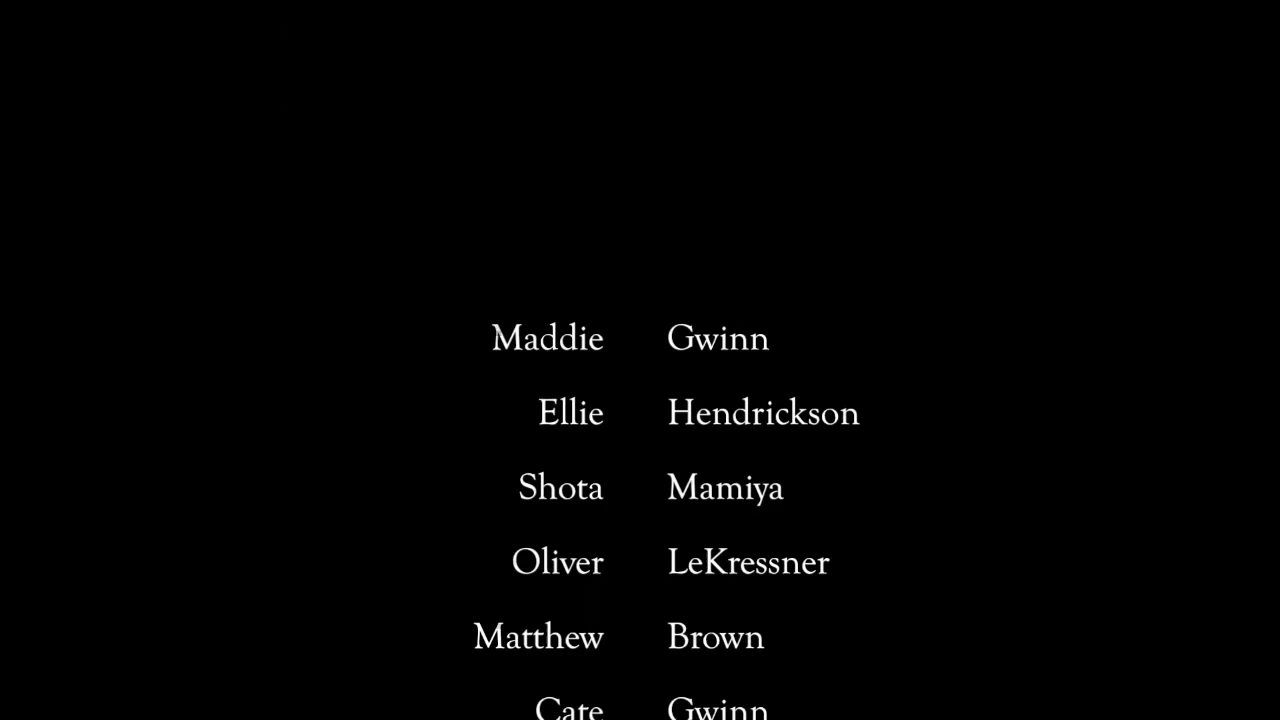 Maddie Gwinn
Ellie Hendrickson
Shota Mamiya
Oliver LeKressner
Matthew Brown
Cate Gwinn